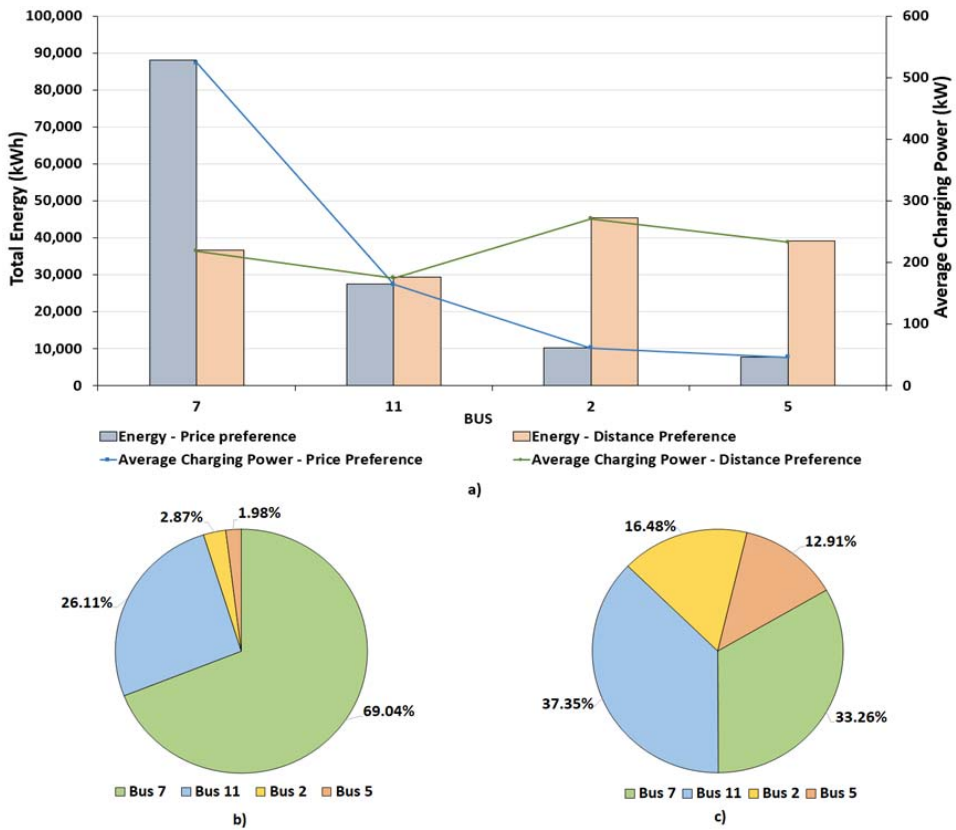 100,000
90,000
80,000
70,000
60,000
50,000
40,000
30,000
20,000
10,000
0
Total Energy (kWh)
600
500
400
300
200
100
0
Average Charging Power (kW)
7 11 2 5
BUS
Energy - Price preference Energy - Distance Preference
Average Charging Power - Price Preference Average Charging Power - Distance Preference
a)
2.87% 1.98%
26.11%
69.04%
Bus 7 Bus 11 Bus 2 Bus 5
b)
16.48%
12.91%
37.35%
33.26%
Bus 7 Bus 11 Bus 2 Bus 5
c)